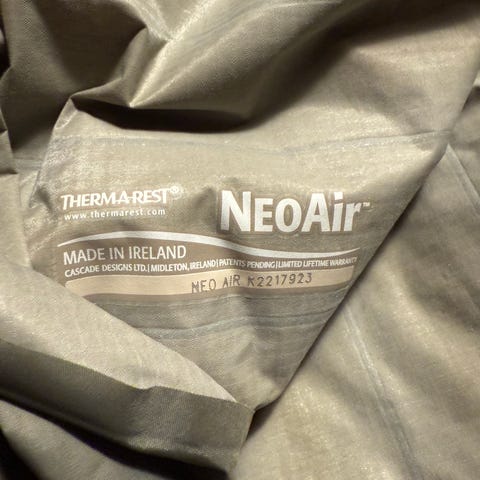 THERM-A-REST®
www.thermarest.com
NEOAIR™
MADE IN IRELAND
CASCADE DESIGNS LTD. | MIDLETON, IRELAND | PATENTS PENDING | LIMITED LIFETIME WARRANTY
NEO AIR K2217923